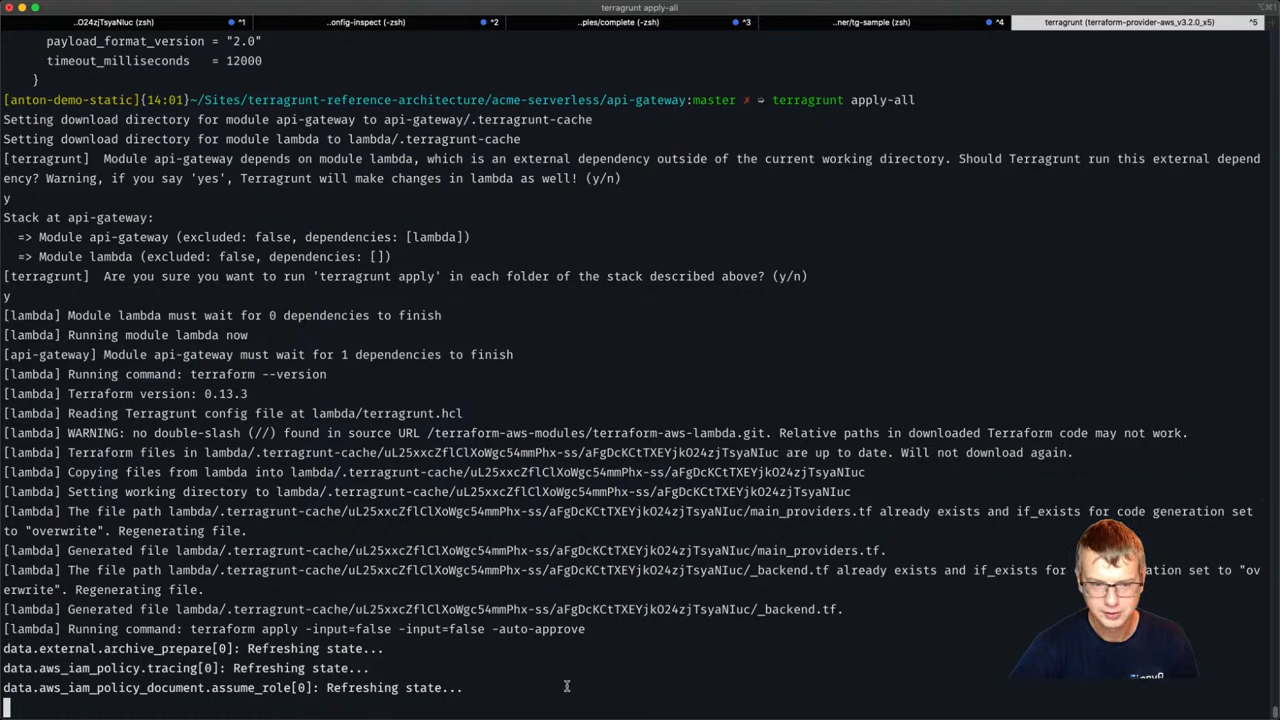 terragrunt apply-all
⌥⌘1
..O24zjTsyaNIuc (zsh) ^1 ..onfig-inspect (-zsh) ^2 ..ples/complete (-zsh) ^3 ..ner/tg-sample (zsh) ^4 terragrunt (terraform-provider-aws_v3.2.0_x5) ^5
payload_format_version = "2.0"
timeout_milliseconds = 12000
}
[anton-demo-static]{14:01}~/Sites/terragrunt-reference-architecture/acme-serverless/api-gateway:master ✗ ➭ terragrunt apply-all
Setting download directory for module api-gateway to api-gateway/.terragrunt-cache
Setting download directory for module lambda to lambda/.terragrunt-cache
[terragrunt] Module api-gateway depends on module lambda, which is an external dependency outside of the current working directory. Should Terragrunt run this external depend
ency? Warning, if you say 'yes', Terragrunt will make changes in lambda as well! (y/n)
y
Stack at api-gateway:
=> Module api-gateway (excluded: false, dependencies: [lambda])
=> Module lambda (excluded: false, dependencies: [])
[terragrunt] Are you sure you want to run 'terragrunt apply' in each folder of the stack described above? (y/n)
y
[lambda] Module lambda must wait for 0 dependencies to finish
[lambda] Running module lambda now
[api-gateway] Module api-gateway must wait for 1 dependencies to finish
[lambda] Running command: terraform --version
[lambda] Terraform version: 0.13.3
[lambda] Reading Terragrunt config file at lambda/terragrunt.hcl
[lambda] WARNING: no double-slash (//) found in source URL /terraform-aws-modules/terraform-aws-lambda.git. Relative paths in downloaded Terraform code may not work.
[lambda] Terraform files in lambda/.terragrunt-cache/uL25xxcZflClXoWgc54mmPhx-ss/aFgDcKCtTXEYjkO24zjTsyaNIuc are up to date. Will not download again.
[lambda] Copying files from lambda into lambda/.terragrunt-cache/uL25xxcZflClXoWgc54mmPhx-ss/aFgDcKCtTXEYjkO24zjTsyaNIuc
[lambda] Setting working directory to lambda/.terragrunt-cache/uL25xxcZflClXoWgc54mmPhx-ss/aFgDcKCtTXEYjkO24zjTsyaNIuc
[lambda] The file path lambda/.terragrunt-cache/uL25xxcZflClXoWgc54mmPhx-ss/aFgDcKCtTXEYjkO24zjTsyaNIuc/main_providers.tf already exists and if_exists for code generation set
to "overwrite". Regenerating file.
[lambda] Generated file lambda/.terragrunt-cache/uL25xxcZflClXoWgc54mmPhx-ss/aFgDcKCtTXEYjkO24zjTsyaNIuc/main_providers.tf.
[lambda] The file path lambda/.terragrunt-cache/uL25xxcZflClXoWgc54mmPhx-ss/aFgDcKCtTXEYjkO24zjTsyaNIuc/_backend.tf already exists and if_exists for ation set to "ov
erwrite". Regenerating file.
[lambda] Generated file lambda/.terragrunt-cache/uL25xxcZflClXoWgc54mmPhx-ss/aFgDcKCtTXEYjkO24zjTsyaNIuc/_backend.tf.
[lambda] Running command: terraform apply -input=false -input=false -auto-approve
data.external.archive_prepare[0]: Refreshing state...
data.aws_iam_policy.tracing[0]: Refreshing state...
data.aws_iam_policy_document.assume_role[0]: Refreshing state...